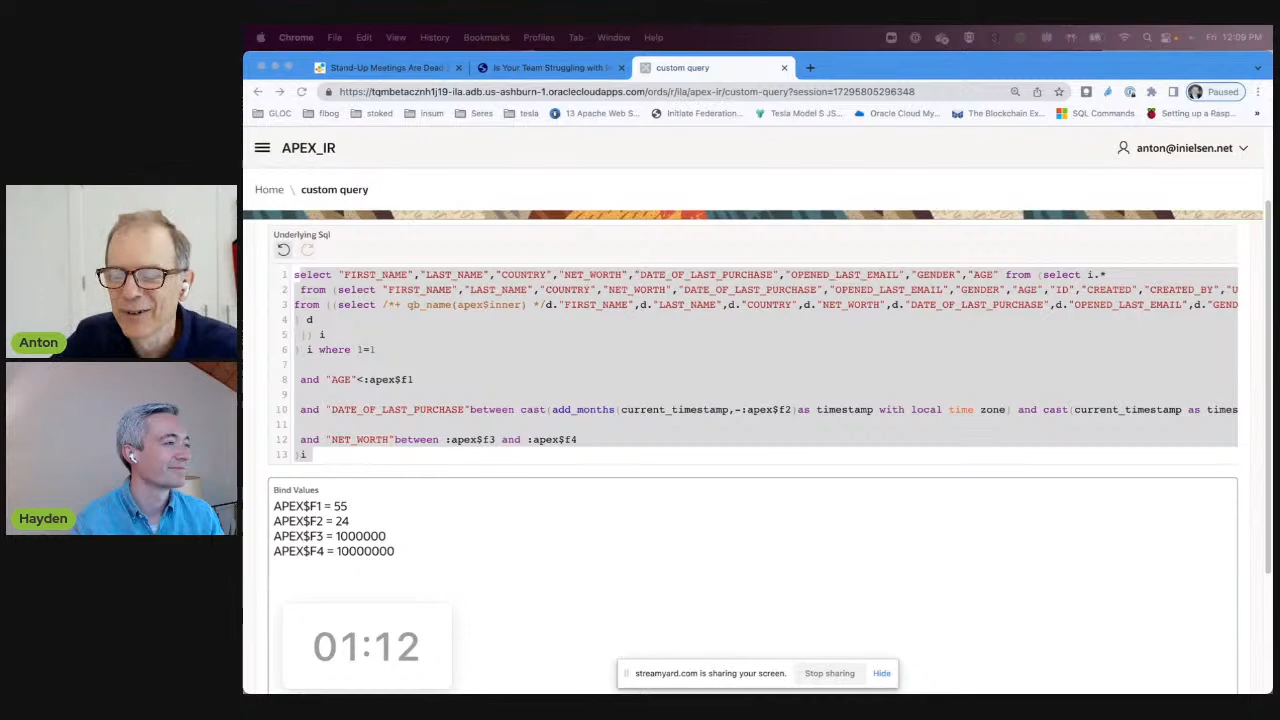 Chrome File Edit View History Bookmarks Profiles Tab Window Help Fri 12:09 PM
Stand-Up Meetings Are Dead Is Your Team Struggling with custom query
https://tqmbetacznh1j19-ila.adb.us-ashburn-1.oraclecloudapps.com/ords/r/ila/apex-ir/custom-query?session=17295805296348 Paused
GLOC fibog stoked insum Seres tesla 13 Apache Web S... Initiate Federation... Tesla Model S JS... Oracle Cloud My... The Blockchain Ex... SQL Commands Setting up a Rasp... »
APEX_IR anton@inielsen.net
Home \ custom query
Underlying Sql
1 select "FIRST_NAME","LAST_NAME","COUNTRY","NET_WORTH","DATE_OF_LAST_PURCHASE","OPENED_LAST_EMAIL","GENDER","AGE" from (select i.*
2 from (select "FIRST_NAME","LAST_NAME","COUNTRY","NET_WORTH","DATE_OF_LAST_PURCHASE","OPENED_LAST_EMAIL","GENDER","AGE","ID","CREATED","CREATED_BY","U
3 from ((select /*+ qb_name(apex$inner) */d."FIRST_NAME",d."LAST_NAME",d."COUNTRY",d."NET_WORTH",d."DATE_OF_LAST_PURCHASE",d."OPENED_LAST_EMAIL",d."GEND
4 ) d
5 )) i
6 ) i where 1=1
7
8 and "AGE"<:apex$f1
9
10 and "DATE_OF_LAST_PURCHASE"between cast(add_months(current_timestamp,-:apex$f2)as timestamp with local time zone) and cast(current_timestamp as times
11
12 and "NET_WORTH"between :apex$f3 and :apex$f4
13 )i
Bind Values
APEX$F1 = 55
APEX$F2 = 24
APEX$F3 = 1000000
APEX$F4 = 10000000
01:12
streamyard.com is sharing your screen. Stop sharing Hide
Anton
Hayden